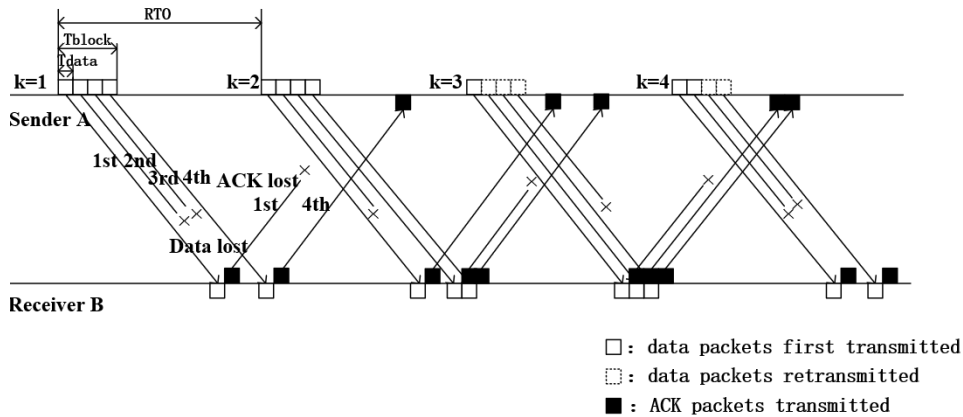 RTO
Tblock
Tdata
k=1
k=2
k=3
k=4
Sender A
1st 2nd
3rd 4th
ACK lost
1st
4th
Data lost
Receiver B
: data packets first transmitted
: data packets retransmitted
: ACK packets transmitted